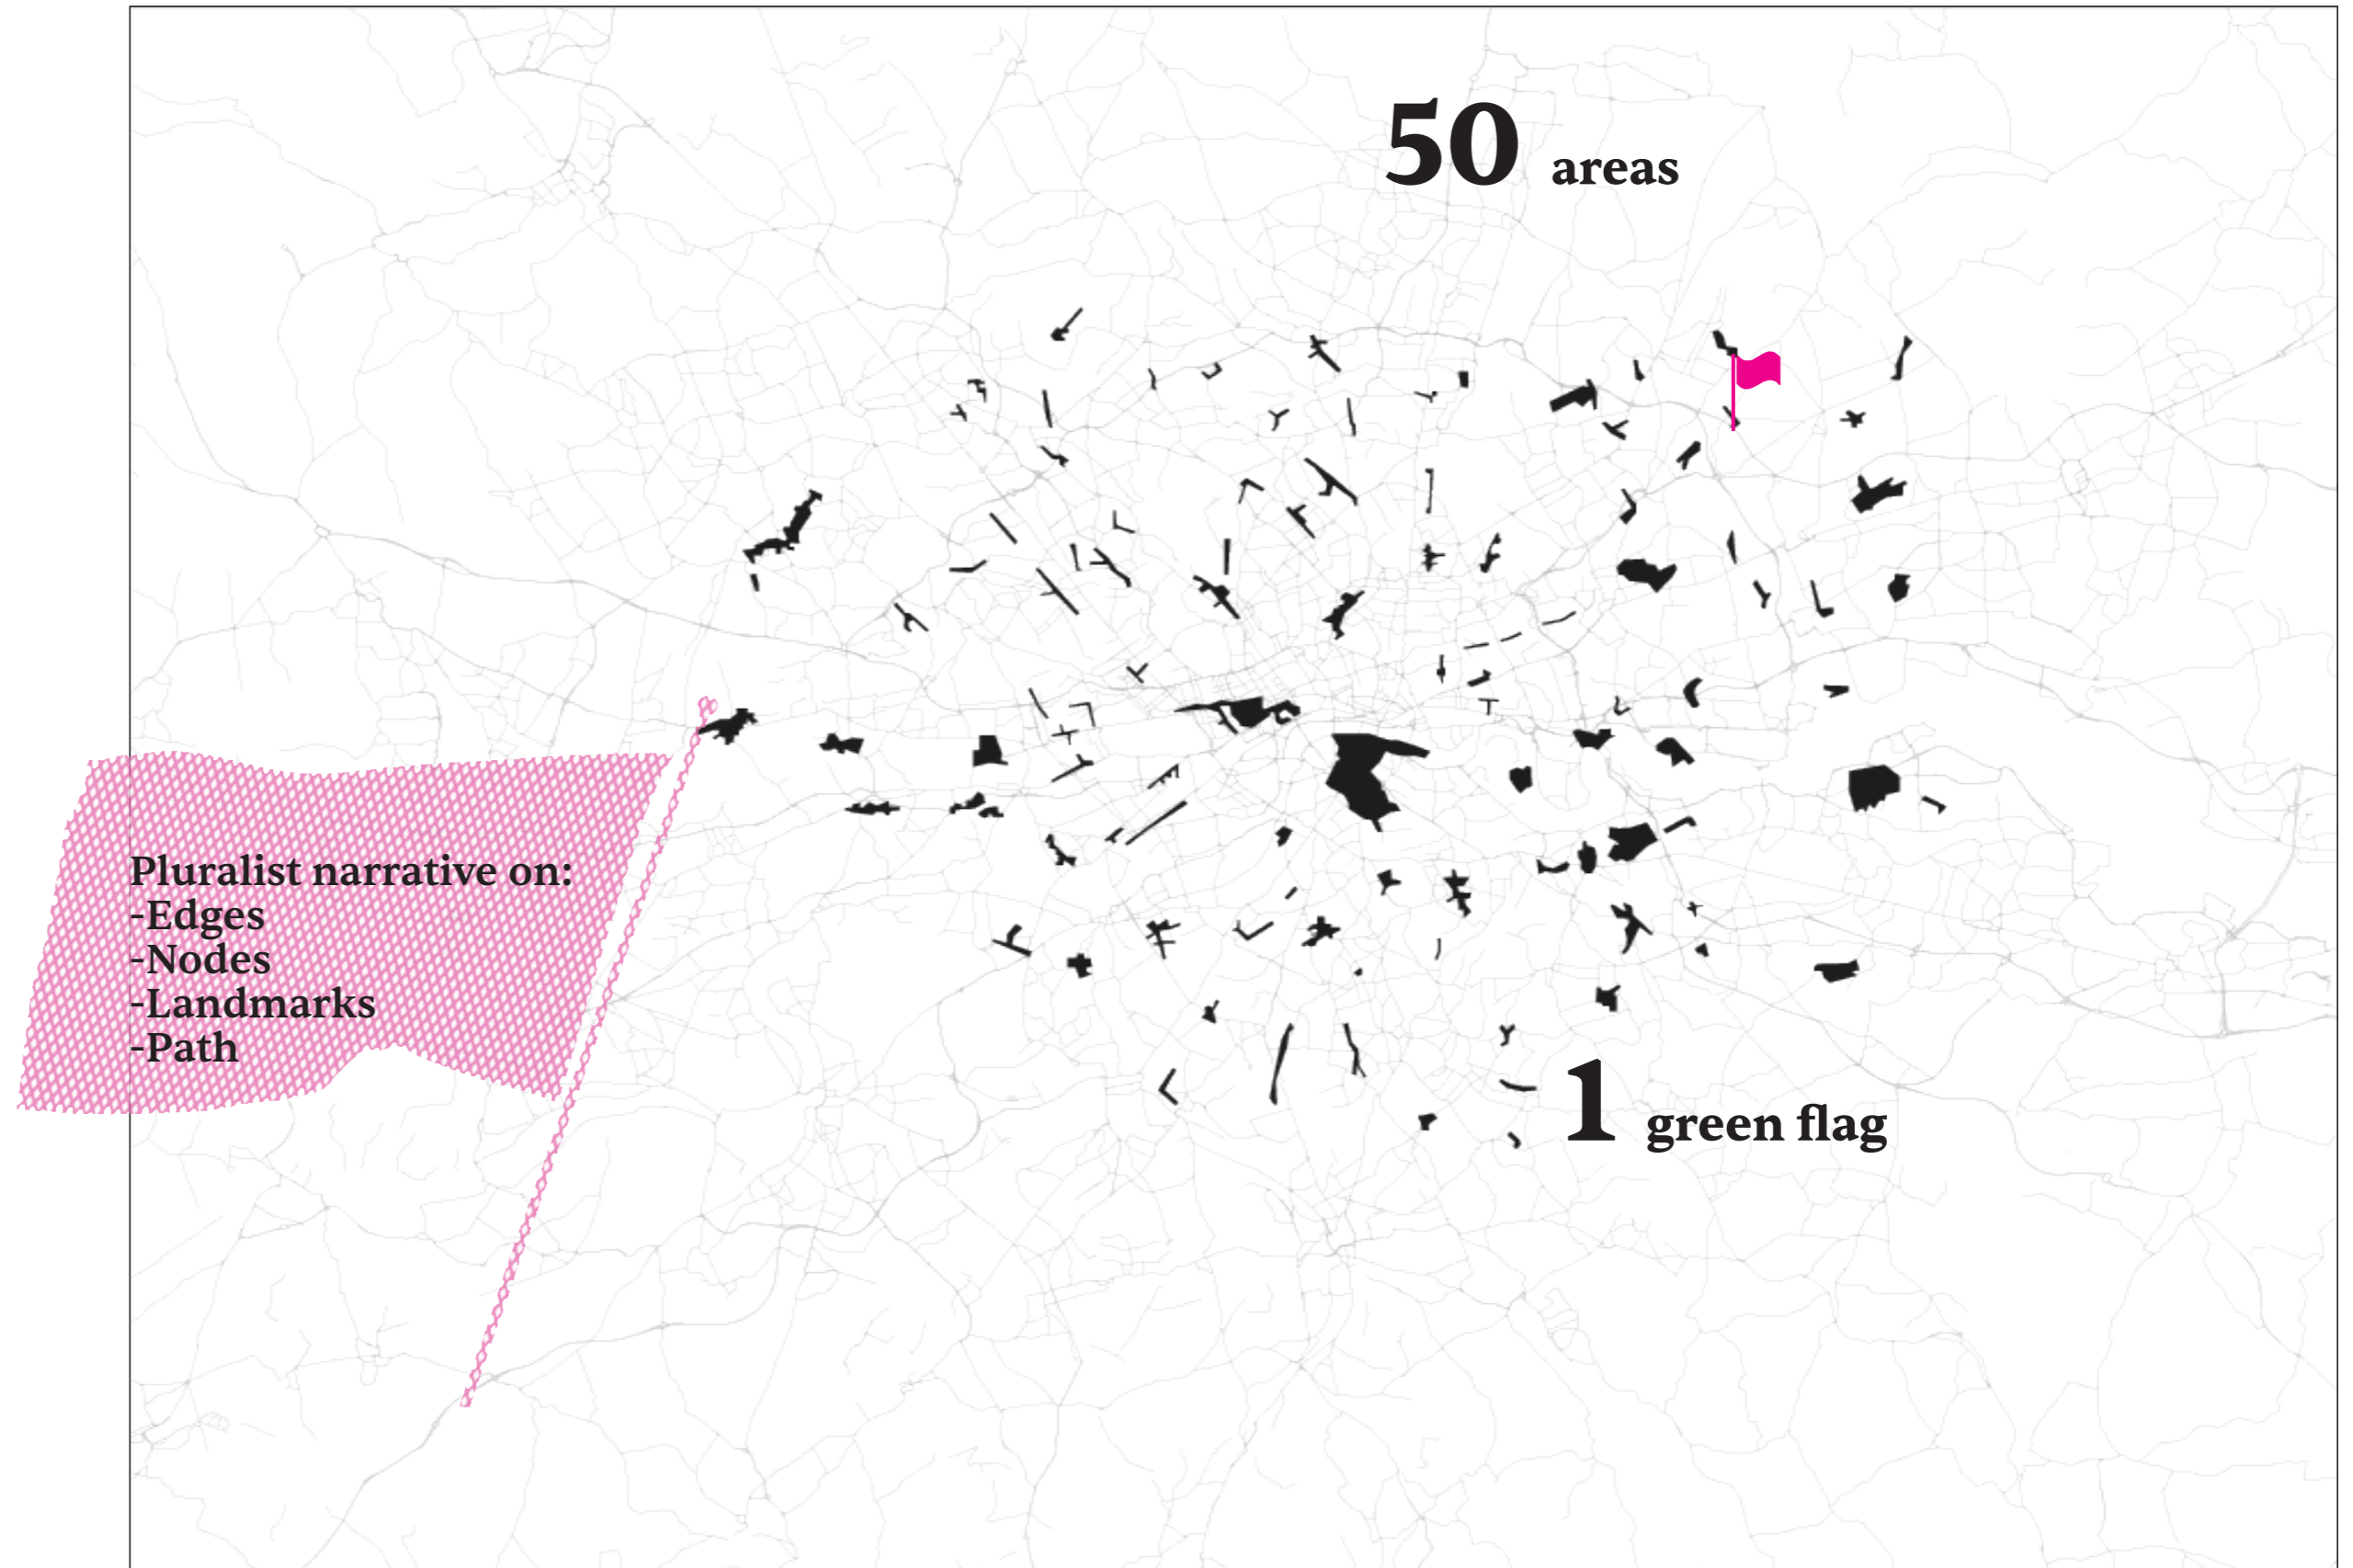 50 areas
Pluralist narrative on:
-Edges
-Nodes
-Landmarks
-Path
1 green flag